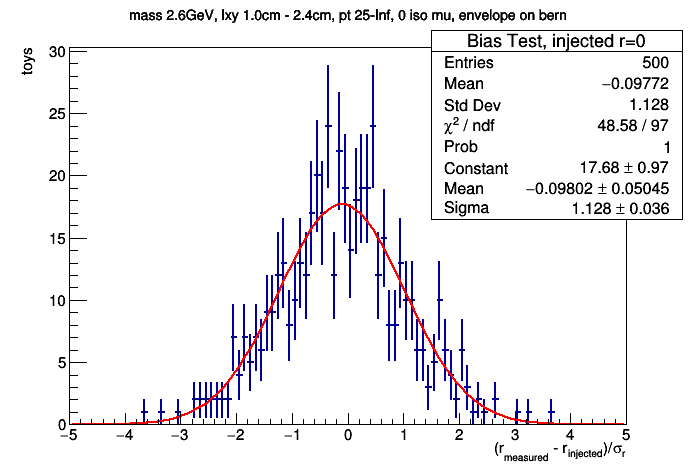 mass 2.6GeV, lxy 1.0cm - 2.4cm, pt 25-Inf, 0 iso mu, envelope on bern
Bias Test, injected r=0
Entries 500
Mean −0.09772
Std Dev 1.128
χ² / ndf 48.58 / 97
Prob 1
Constant 17.68 ± 0.97
Mean −0.09802 ± 0.05045
Sigma 1.128 ± 0.036
toys
30
25
20
15
10
5
0
−5 −4 −3 −2 −1 0 1 2 3 4 5
(r_measured - r_injected)/σ_r